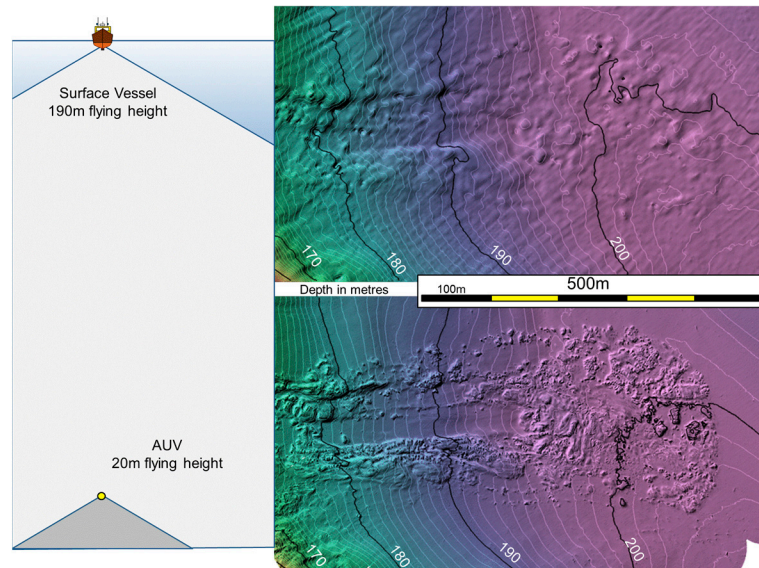 Surface Vessel
190m flying height
170
180
190
200
Depth in metres
100m
500m
AUV
20m flying height
170
180
190
200